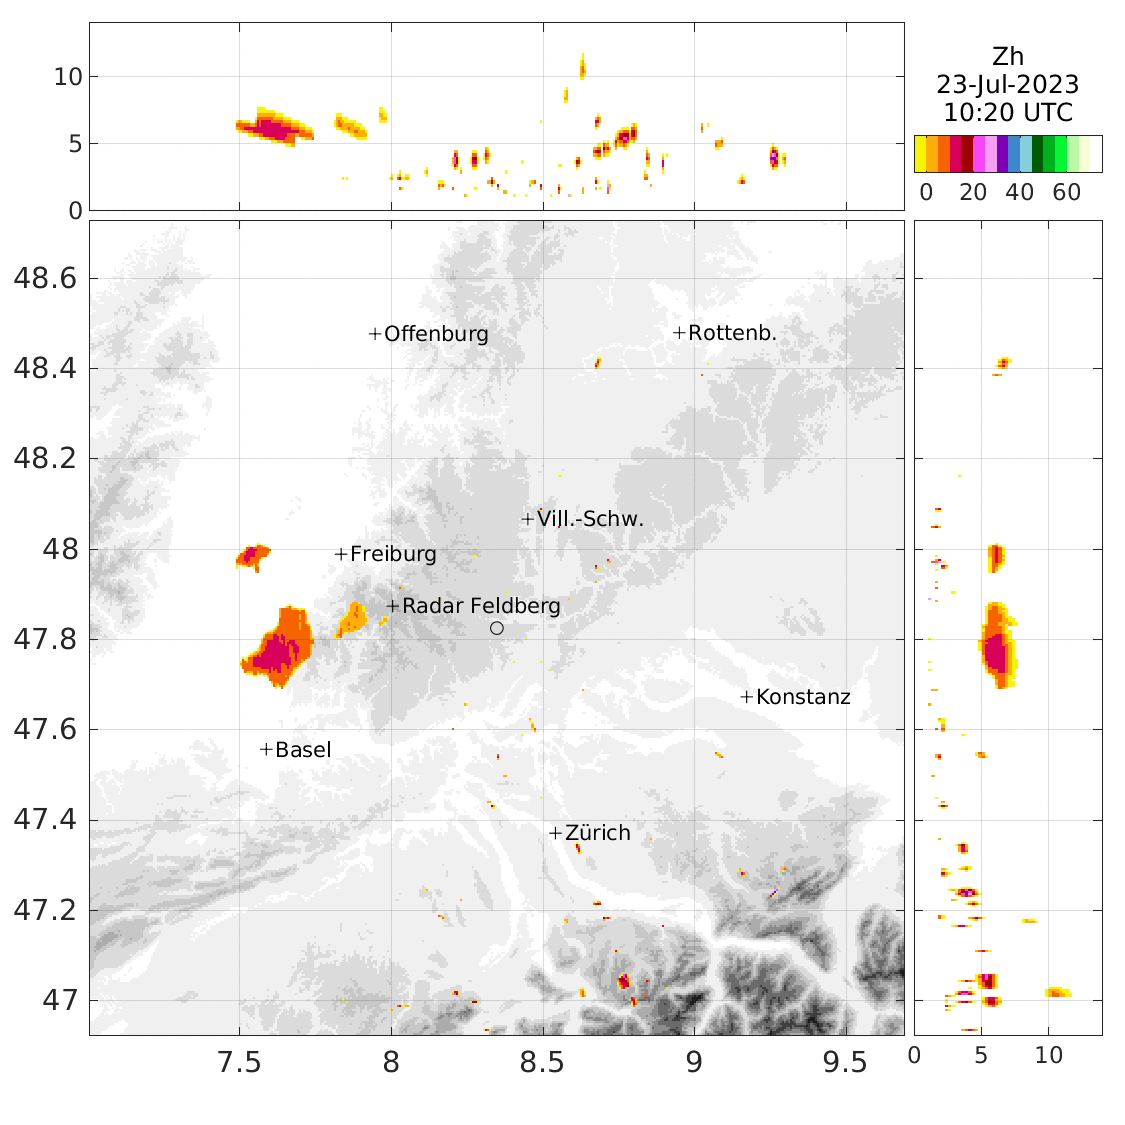 10
5
0
Zh
23-Jul-2023
10:20 UTC
0
20
40
60
48.6
48.4
48.2
48
47.8
47.6
47.4
47.2
47
+Offenburg
+Rottenb.
+Vill.-Schw.
+Freiburg
+Radar Feldberg
+Konstanz
+Basel
+Zürich
7.5
8
8.5
9
9.5
0
5
10